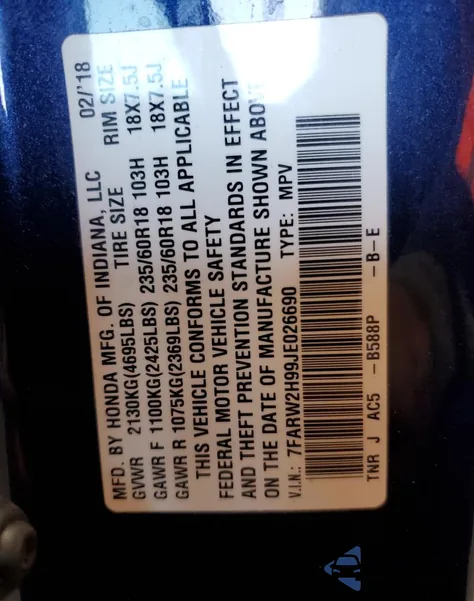 MFD. BY HONDA MFG. OF INDIANA, LLC 02/'18
TIRE SIZE RIM SIZE
GVWR 2130KG(4695LBS)
GAWR F 1100KG(2425LBS) 235/60R18 103H 18X7.5J
GAWR R 1075KG(2369LBS) 235/60R18 103H 18X7.5J
THIS VEHICLE CONFORMS TO ALL APPLICABLE
FEDERAL MOTOR VEHICLE SAFETY
AND THEFT PREVENTION STANDARDS IN EFFECT
ON THE DATE OF MANUFACTURE SHOWN ABOV
V.I.N.: 7FARW2H99JE026690 TYPE: MPV
TNR J AC5 -B588P -B-E